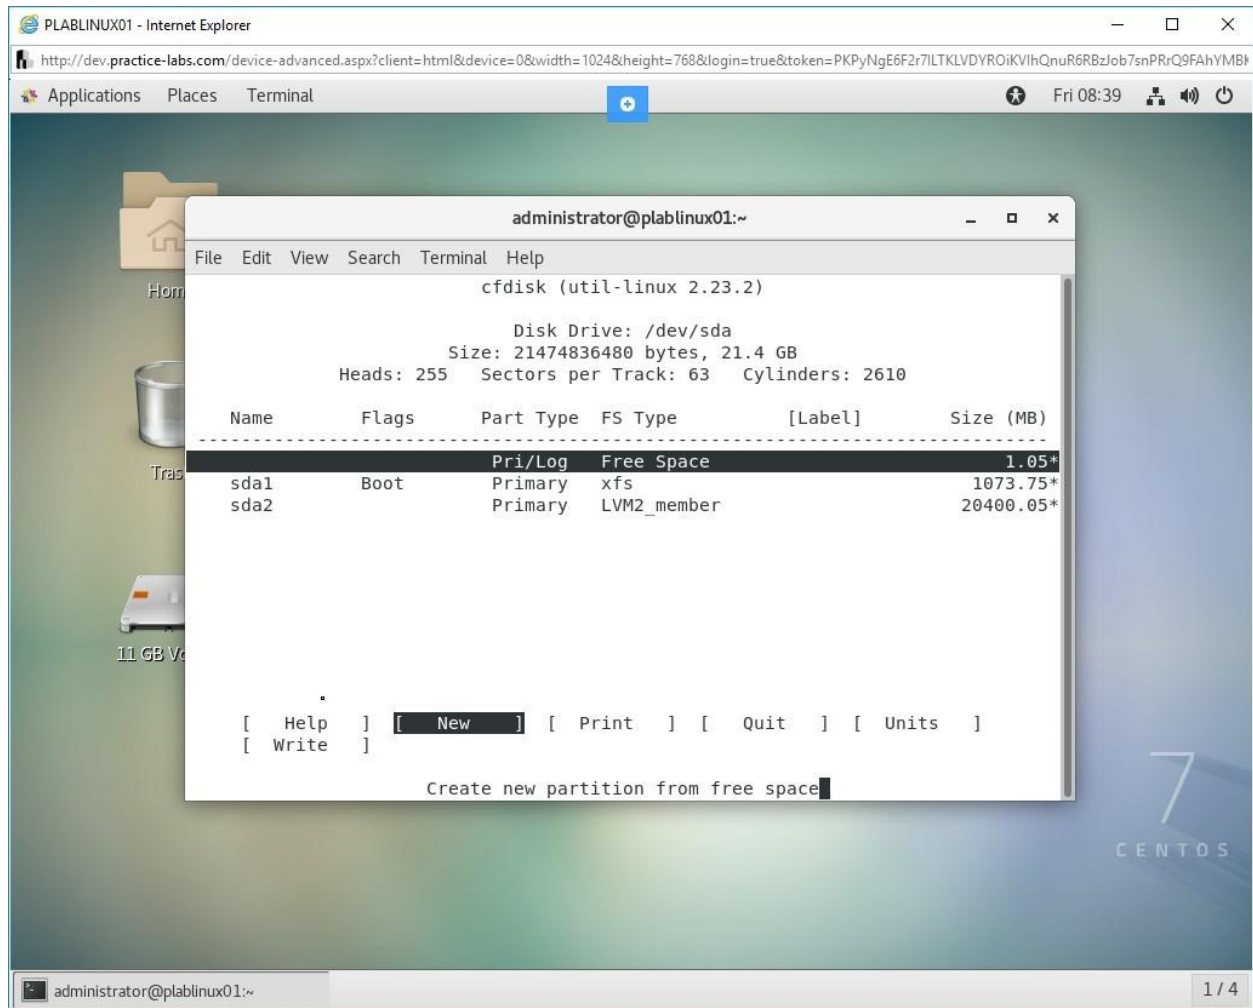 PLABLINUX01 - Internet Explorer
http://dev.practice-labs.com/device-advanced.aspx?client=html&device=0&width=1024&height=768&login=true&token=
Applications Places Terminal Fri 08:39
administrator@plablinux01:~
File Edit View Search Terminal Help
cfdisk (util-linux 2.23.2)
Disk Drive: /dev/sda
Size: 21474836480 bytes, 21.4 GB
Heads: 255 Sectors per Track: 63 Cylinders: 2610
Name Flags Part Type FS Type [Label] Size (MB)
Pri/Log Free Space 1.05*
sda1 Boot Primary xfs 1073.75*
sda2 Primary LVM2_member 20400.05*
Hom
Tras
11 GB Vo
[ Help ] [ New ] [ Print ] [ Quit ] [ Units ]
[ Write ]
Create new partition from free space
7
CENTOS
administrator@plablinux01:~ 1 / 4